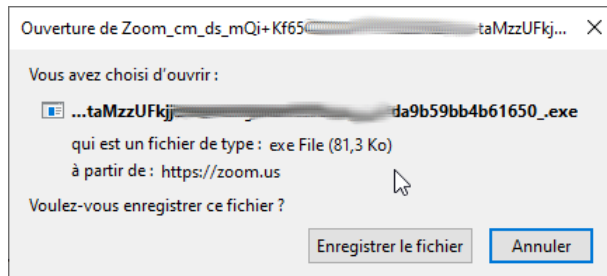 Ouverture de Zoom_cm_ds_mQi+Kf65 taMzzUFkj...
Vous avez choisi d'ouvrir :
...taMzzUFkj da9b59bb4b61650_.exe
qui est un fichier de type : exe File (81,3 Ko)
à partir de : https://zoom.us
Voulez-vous enregistrer ce fichier ?
Enregistrer le fichier Annuler